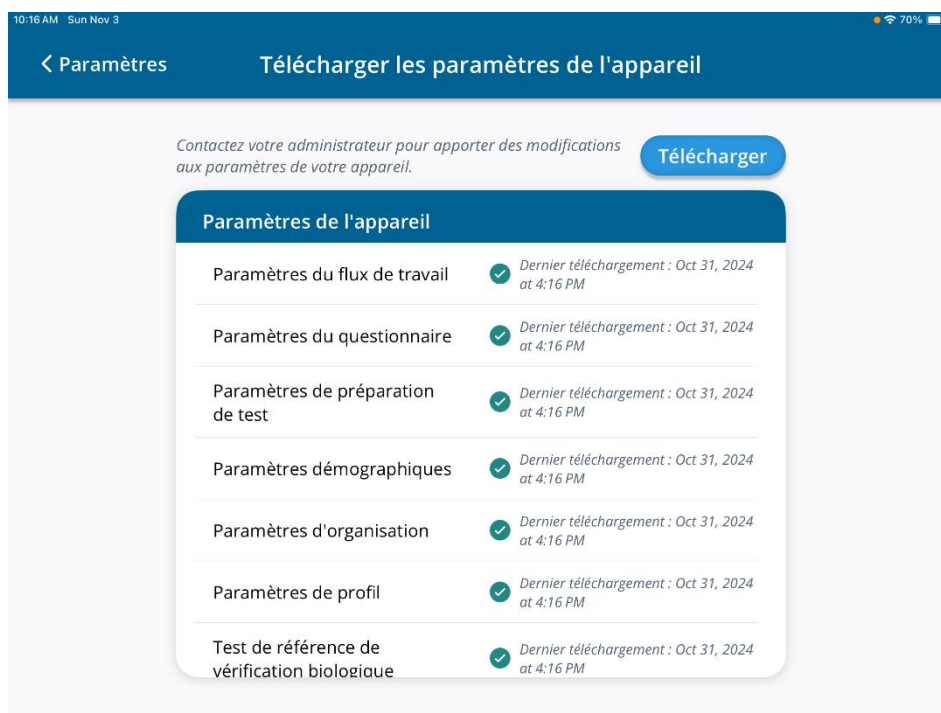 10:16 AM Sun Nov 3
70%
Paramètres
Télécharger les paramètres de l'appareil
Contactez votre administrateur pour apporter des modifications
aux paramètres de votre appareil.
Télécharger
Paramètres de l'appareil
Paramètres du flux de travail
Dernier téléchargement : Oct 31, 2024
at 4:16 PM
Paramètres du questionnaire
Dernier téléchargement : Oct 31, 2024
at 4:16 PM
Paramètres de préparation
de test
Dernier téléchargement : Oct 31, 2024
at 4:16 PM
Paramètres démographiques
Dernier téléchargement : Oct 31, 2024
at 4:16 PM
Paramètres d'organisation
Dernier téléchargement : Oct 31, 2024
at 4:16 PM
Paramètres de profil
Dernier téléchargement : Oct 31, 2024
at 4:16 PM
Test de référence de
vérification biologique
Dernier téléchargement : Oct 31, 2024
at 4:16 PM